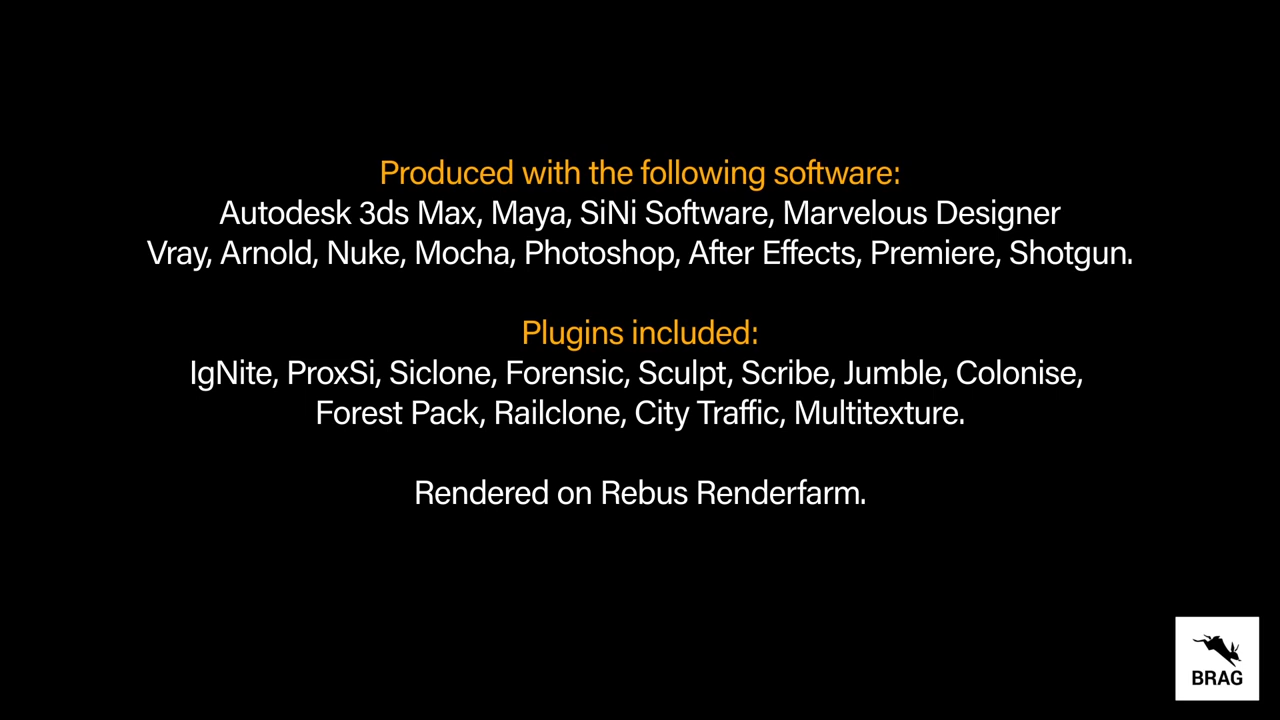 Produced with the following software:
Autodesk 3ds Max, Maya, SiNi Software, Marvelous Designer
Vray, Arnold, Nuke, Mocha, Photoshop, After Effects, Premiere, Shotgun.
Plugins included:
IgNite, ProxSi, Siclone, Forensic, Sculpt, Scribe, Jumble, Colonise,
Forest Pack, Railclone, City Traffic, Multitexture.
Rendered on Rebus Renderfarm.
BRAG